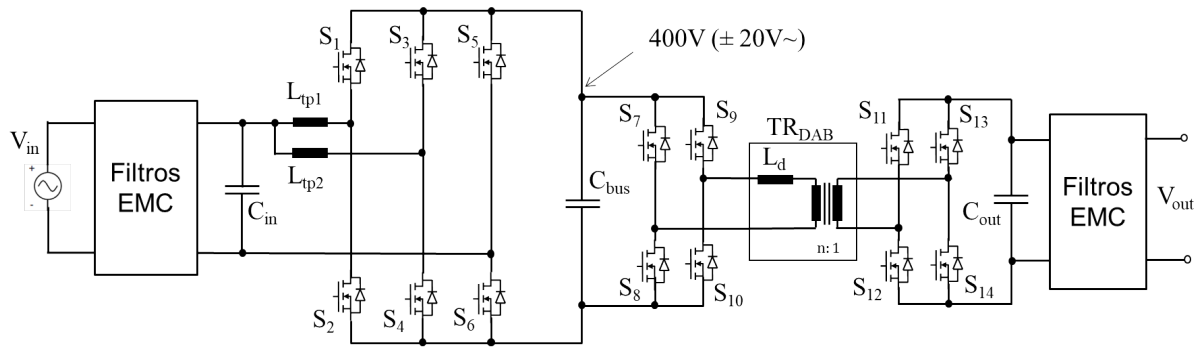 S1
S3
S5
400V (± 20V~)
Ltp1
Vin
+
-
Filtros
EMC
Ltp2
Cin
S2
S4
S6
Cbus
S7
S9
TRDAB
Ld
n:1
S8
S10
S11
S13
Cout
S12
S14
Filtros
EMC
Vout